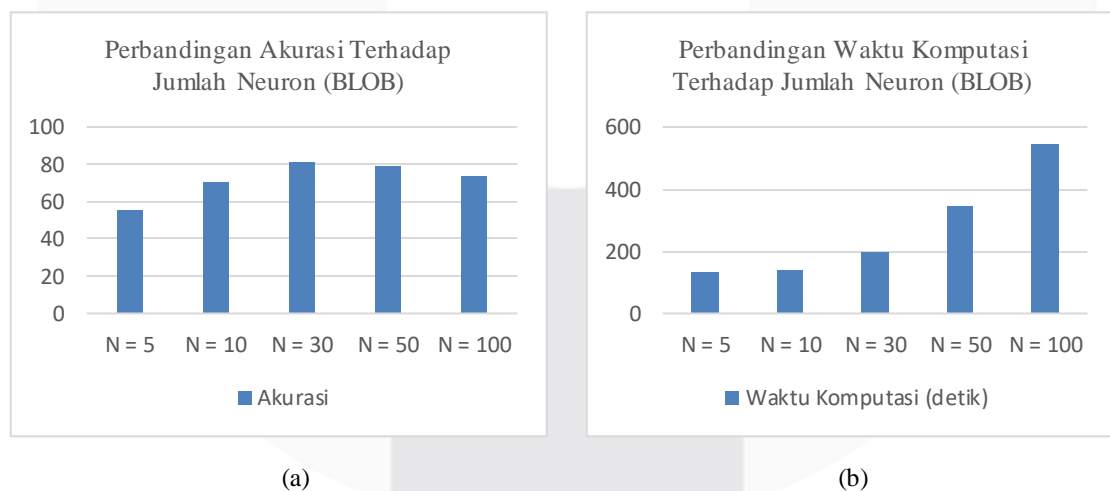 Perbandingan Akurasi Terhadap
Jumlah Neuron (BLOB)
100
80
60
40
20
0
N = 5 N = 10 N = 30 N = 50 N = 100
Akurasi
(a)
Perbandingan Waktu Komputasi
Terhadap Jumlah Neuron (BLOB)
600
400
200
0
N = 5 N = 10 N = 30 N = 50 N = 100
Waktu Komputasi (detik)
(b)